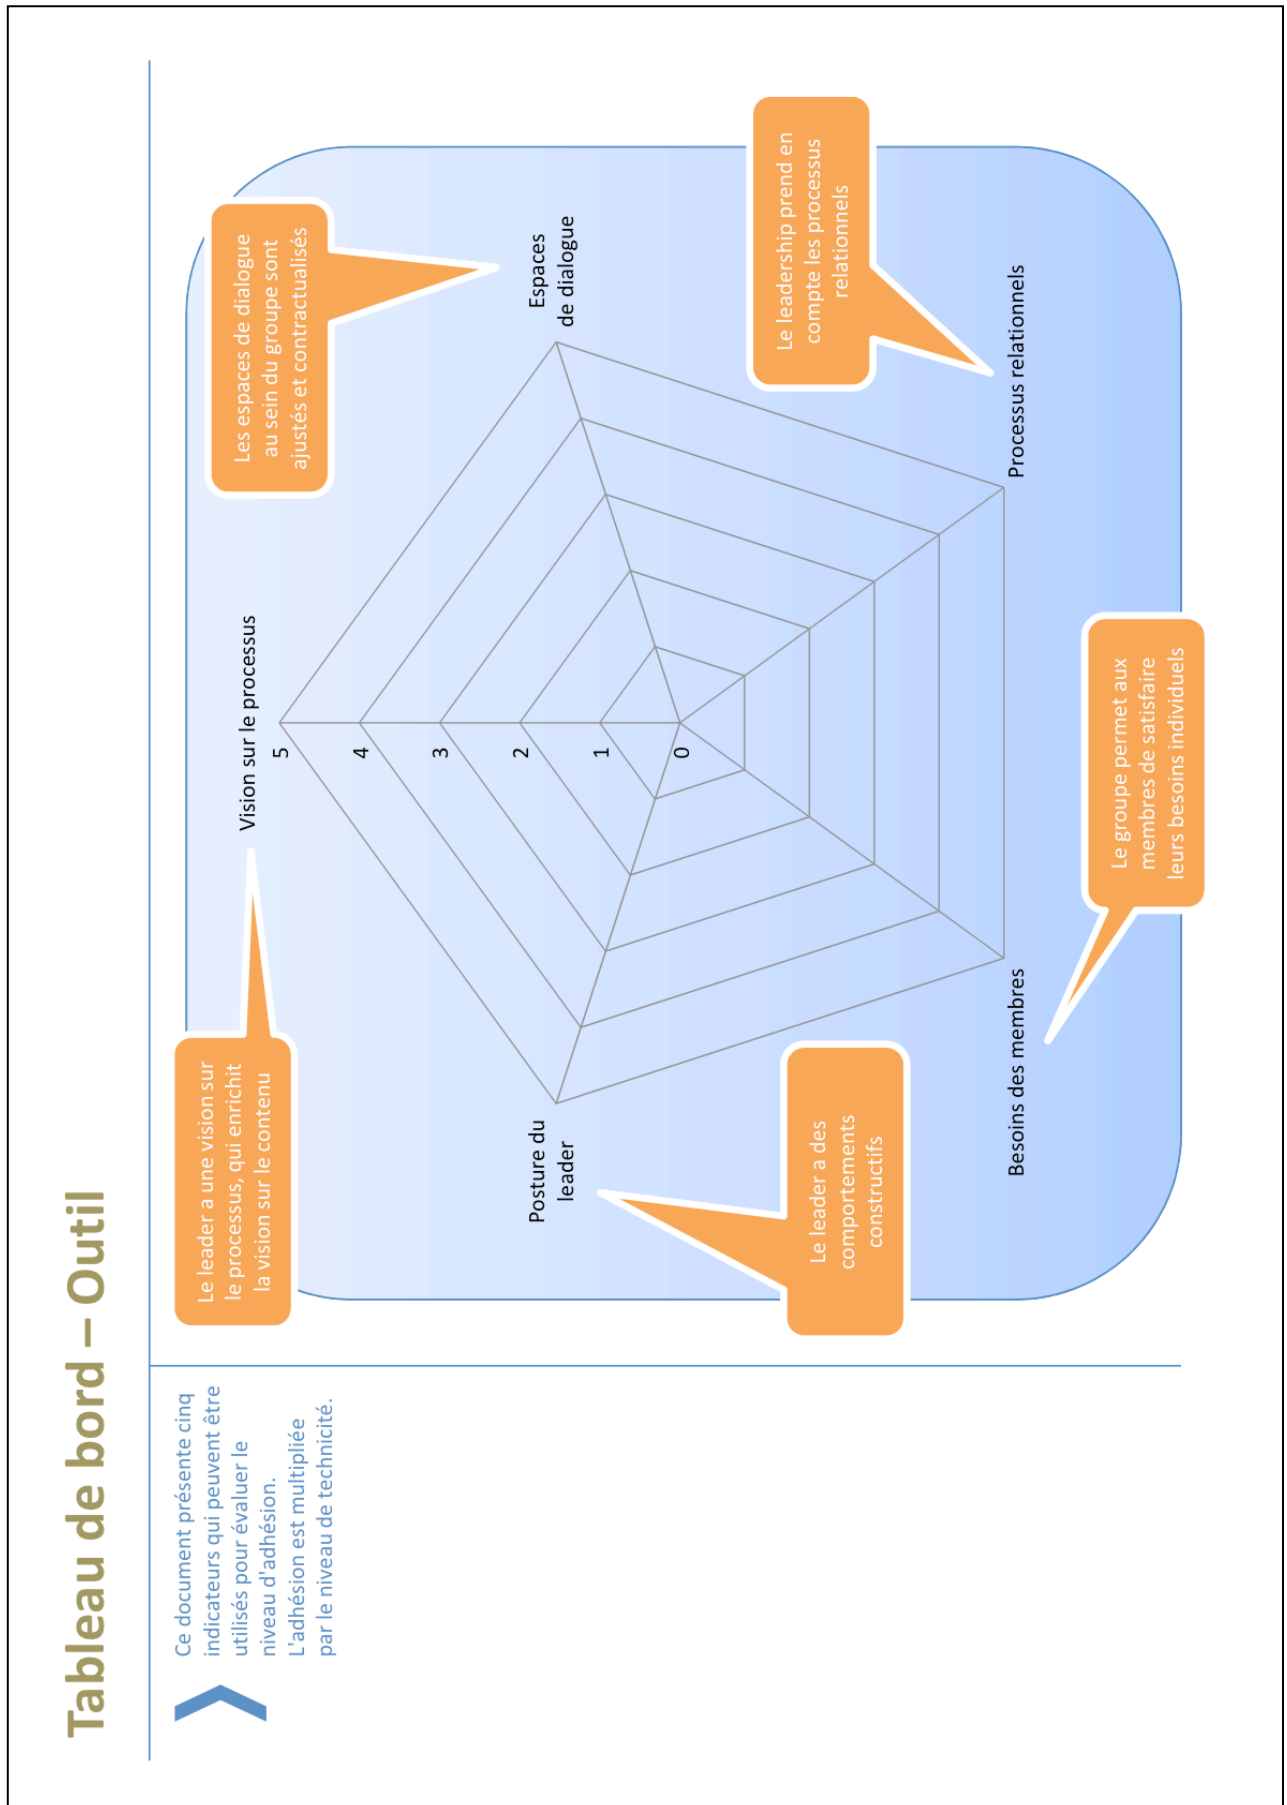 Tableau de bord – Outil
Ce document présente cinq
indicateurs qui peuvent être
utilisés pour évaluer le
niveau d'adhésion.
L'adhésion est multipliée
par le niveau de technicité.
Le leader a une vision sur
le processus, qui enrichit
la vision sur le contenu
Vision sur le processus
Les espaces de dialogue
au sein du groupe sont
ajustés et contractualisés
Espaces
de dialogue
5
4
3
2
1
0
Posture du
leader
Le leader a des
comportements
constructifs
Le leadership prend en
compte les processus
relationnels
Processus relationnels
Besoins des membres
Le groupe permet aux
membres de satisfaire
leurs besoins individuels